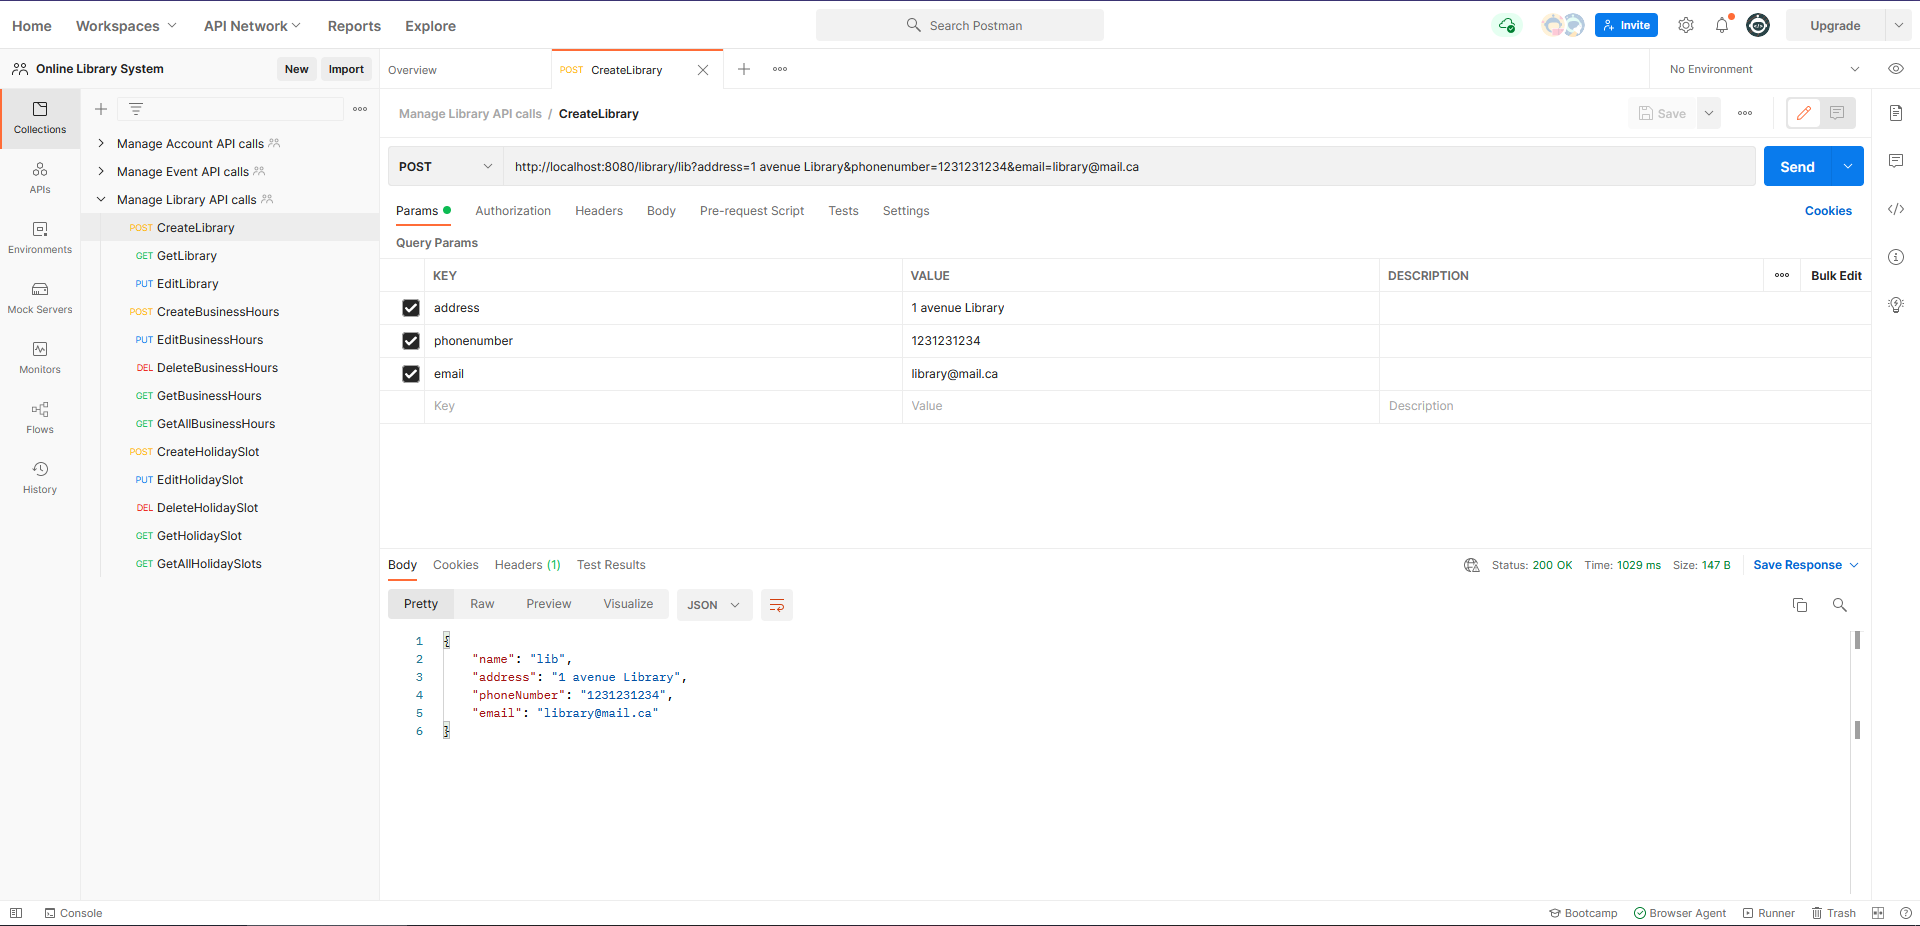 Home Workspaces API Network Reports Explore Search Postman Invite Upgrade
Online Library System New Import Overview POST CreateLibrary No Environment
Collections
APIs
Environments
Mock Servers
Monitors
Flows
History
Manage Account API calls
Manage Event API calls
Manage Library API calls
POST CreateLibrary
GET GetLibrary
PUT EditLibrary
POST CreateBusinessHours
PUT EditBusinessHours
DEL DeleteBusinessHours
GET GetBusinessHours
GET GetAllBusinessHours
POST CreateHolidaySlot
PUT EditHolidaySlot
DEL DeleteHolidaySlot
GET GetHolidaySlot
GET GetAllHolidaySlots
Manage Library API calls / CreateLibrary Save
POST http://localhost:8080/library/lib?address=1 avenue Library&phonenumber=1231231234&email=library@mail.ca Send
Params Authorization Headers Body Pre-request Script Tests Settings Cookies
Query Params
KEY VALUE DESCRIPTION Bulk Edit
address 1 avenue Library
phonenumber 1231231234
email library@mail.ca
Key Value Description
Body Cookies Headers (1) Test Results Status: 200 OK Time: 1029 ms Size: 147 B Save Response
Pretty Raw Preview Visualize JSON
1 {
2 "name": "lib",
3 "address": "1 avenue Library",
4 "phoneNumber": "1231231234",
5 "email": "library@mail.ca"
6 }
Console Bootcamp Browser Agent Runner Trash